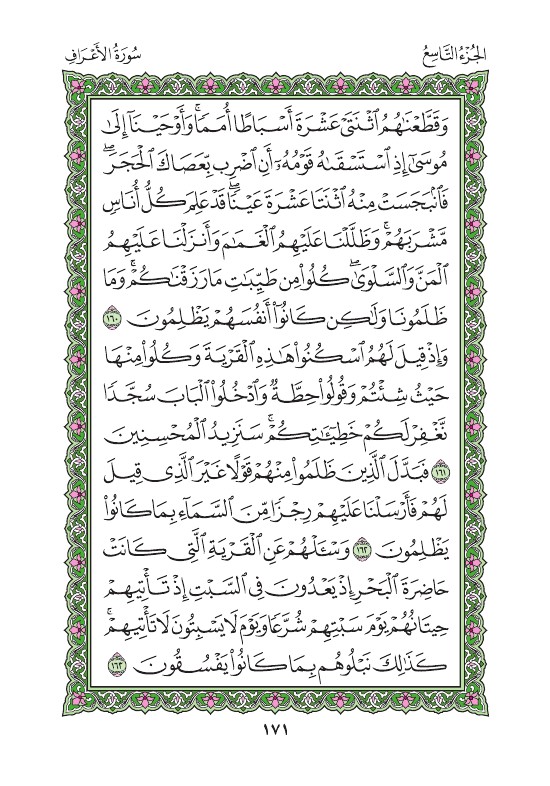 الجُزْءُ التَّاسِعُ
سُورَةُ الأَعْرَافِ
وَقَطَّعْنَٰهُمُ ٱثْنَتَىْ عَشْرَةَ أَسْبَاطًا أُمَمًا ۚ وَأَوْحَيْنَآ إِلَىٰ
مُوسَىٰٓ إِذِ ٱسْتَسْقَىٰهُ قَوْمُهُۥٓ أَنِ ٱضْرِب بِّعَصَاكَ ٱلْحَجَرَ ۖ
فَٱنۢبَجَسَتْ مِنْهُ ٱثْنَتَا عَشْرَةَ عَيْنًا ۖ قَدْ عَلِمَ كُلُّ أُنَاسٍ
مَّشْرَبَهُمْ ۚ وَظَلَّلْنَا عَلَيْهِمُ ٱلْغَمَٰمَ وَأَنزَلْنَا عَلَيْهِمُ
ٱلْمَنَّ وَٱلسَّلْوَىٰ ۖ كُلُوا۟ مِن طَيِّبَٰتِ مَا رَزَقْنَٰكُمْ ۚ وَمَا
ظَلَمُونَا وَلَٰكِن كَانُوٓا۟ أَنفُسَهُمْ يَظْلِمُونَ ١٦٠
وَإِذْ قِيلَ لَهُمُ ٱسْكُنُوا۟ هَٰذِهِ ٱلْقَرْيَةَ وَكُلُوا۟ مِنْهَا
حَيْثُ شِئْتُمْ وَقُولُوا۟ حِطَّةٌ وَٱدْخُلُوا۟ ٱلْبَابَ سُجَّدًا
نَّغْفِرْ لَكُمْ خَطِيٓـَٰٔتِكُمْ ۚ سَنَزِيدُ ٱلْمُحْسِنِينَ
١٦١ فَبَدَّلَ ٱلَّذِينَ ظَلَمُوا۟ مِنْهُمْ قَوْلًا غَيْرَ ٱلَّذِى قِيلَ
لَهُمْ فَأَرْسَلْنَا عَلَيْهِمْ رِجْزًا مِّنَ ٱلسَّمَآءِ بِمَا كَانُوا۟
يَظْلِمُونَ ١٦٢ وَسْـَٔلْهُمْ عَنِ ٱلْقَرْيَةِ ٱلَّتِى كَانَتْ
حَاضِرَةَ ٱلْبَحْرِ إِذْ يَعْدُونَ فِى ٱلسَّبْتِ إِذْ تَأْتِيهِمْ
حِيتَانُهُمْ يَوْمَ سَبْتِهِمْ شُرَّعًا وَيَوْمَ لَا يَسْبِتُونَ لَا تَأْتِيهِمْ ۚ
كَذَٰلِكَ نَبْلُوهُم بِمَا كَانُوا۟ يَفْسُقُونَ ١٦٣
١٧١